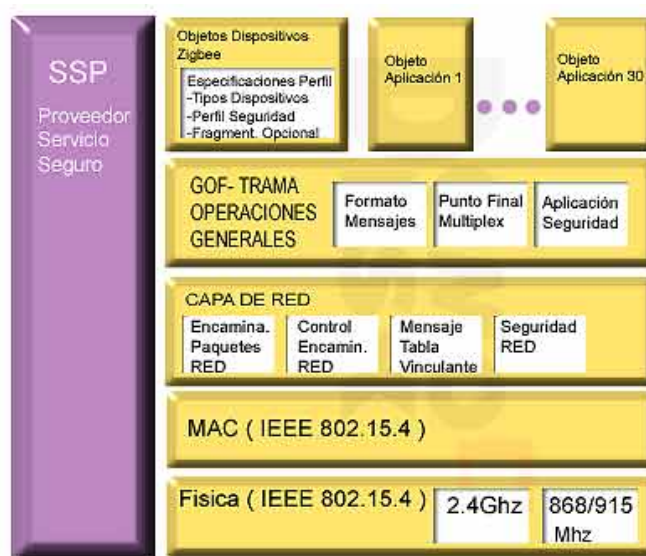 SSP
Proveedor
Servicio
Seguro
Objetos Dispositivos
Zigbee
Especificaciones Perfil
-Tipos Dispositivos
-Perfil Seguridad
-Fragment. Opcional
Objeto
Aplicación 1
Objeto
Aplicación 30
GOF- TRAMA
OPERACIONES
GENERALES
Formato
Mensajes
Punto Final
Multiplex
Aplicación
Seguridad
CAPA DE RED
Encamina.
Paquetes
RED
Control
Encamin.
RED
Mensaje
Tabla
Vinculante
Seguridad
RED
MAC ( IEEE 802.15.4 )
Fisica ( IEEE 802.15.4 )
2.4Ghz
868/915
Mhz